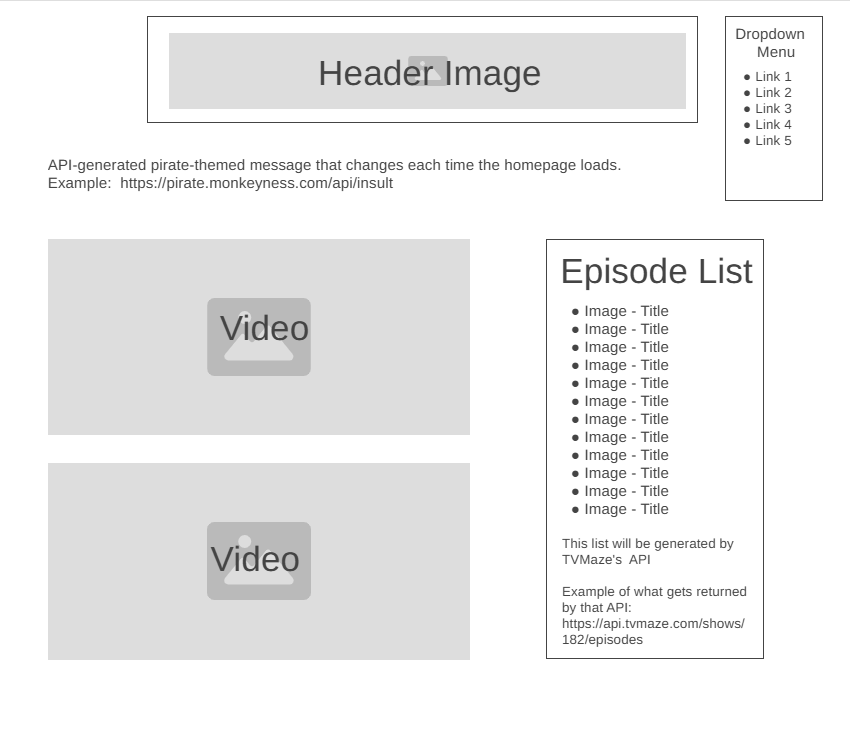 Header Image
Dropdown
Menu
● Link 1
● Link 2
● Link 3
● Link 4
● Link 5
API-generated pirate-themed message that changes each time the homepage loads.
Example:  https://pirate.monkeyness.com/api/insult
Video
Video
Episode List
● Image - Title
● Image - Title
● Image - Title
● Image - Title
● Image - Title
● Image - Title
● Image - Title
● Image - Title
● Image - Title
● Image - Title
● Image - Title
● Image - Title
This list will be generated by
TVMaze's  API
Example of what gets returned
by that API:
https://api.tvmaze.com/shows/
182/episodes